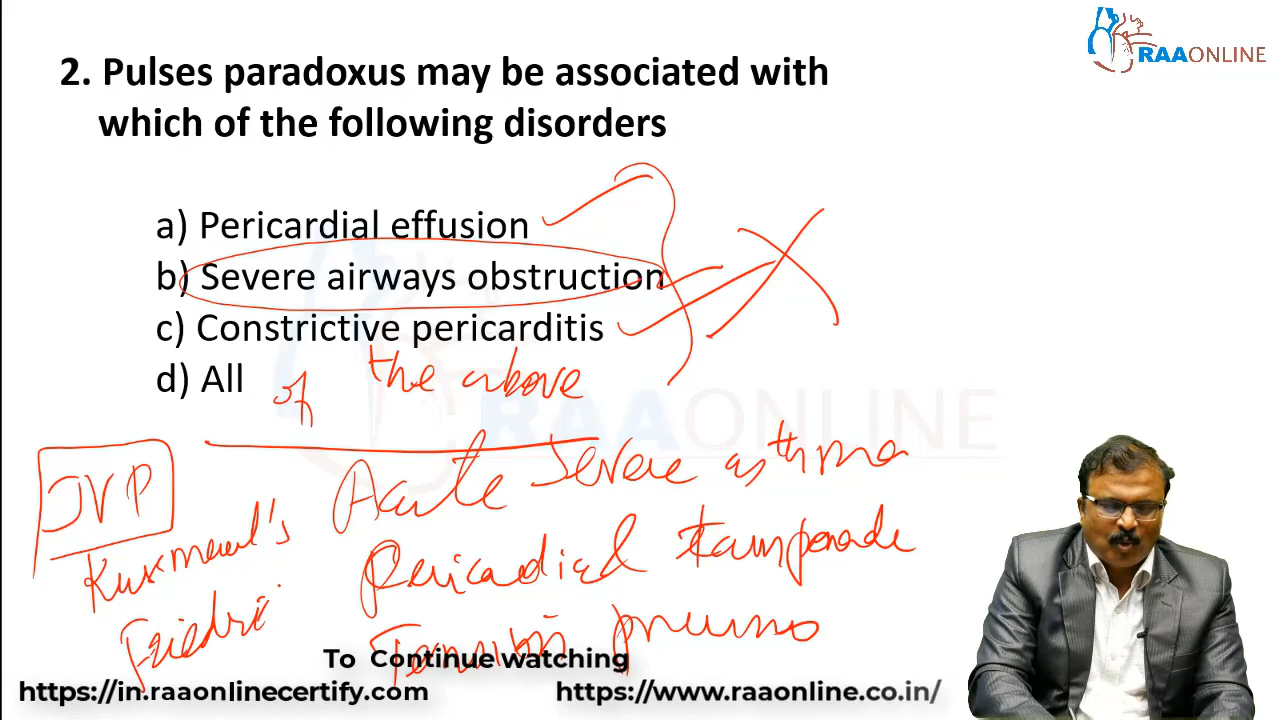 RAAONLINE
2. Pulses paradoxus may be associated with
which of the following disorders
a) Pericardial effusion
b) Severe airways obstruction
c) Constrictive pericarditis
d) All of the above
RAAONLINE
JVP
Acute severe asthma
Kussmaul's
Pericardial tamponade
Friedri
Tension pneumo
To Continue watching
https://in.raaonlinecertify.com https://www.raaonline.co.in/